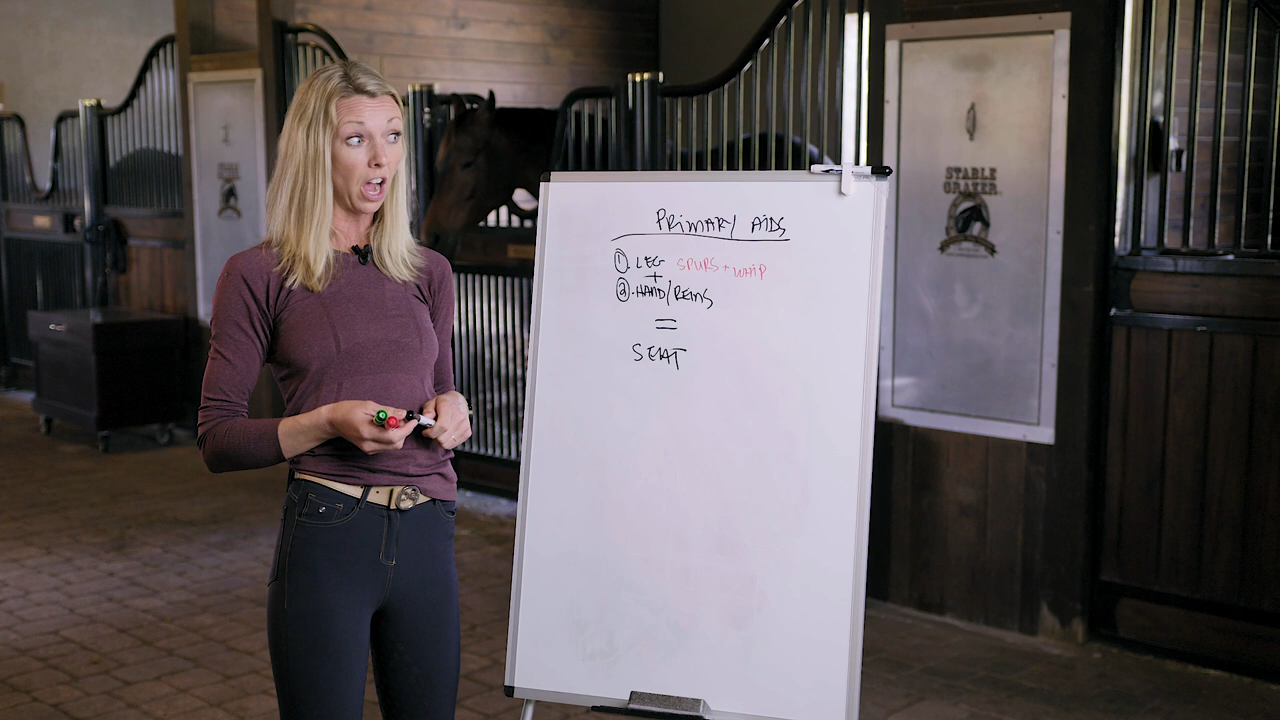 PRIMARY AIDS
①. LEG SPURS + WHIP
+
②. HAND/REINS
=
SEAT
STABLE
GRAZER